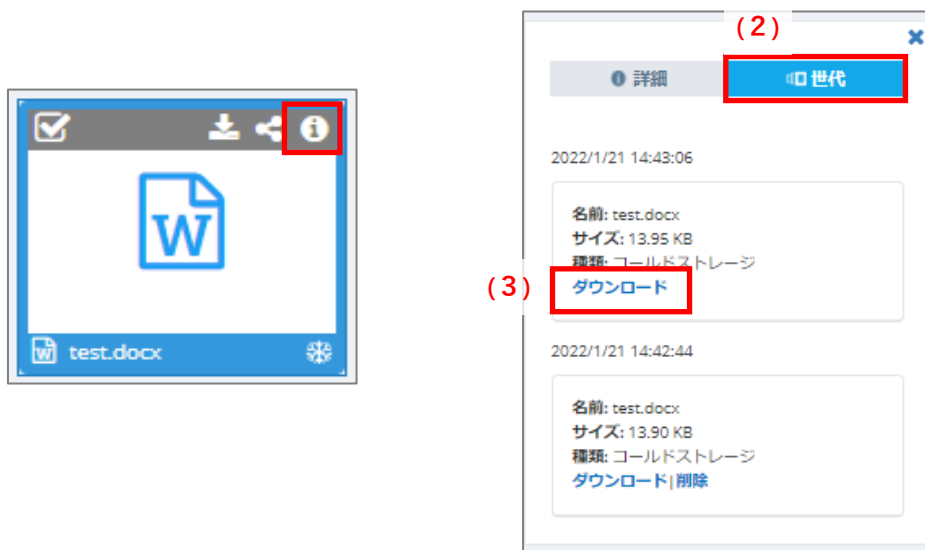 W
W test.docx
(2)
詳細 世代
2022/1/21 14:43:06
名前: test.docx
サイズ: 13.95 KB
種類: コールドストレージ
(3)
ダウンロード
2022/1/21 14:42:44
名前: test.docx
サイズ: 13.90 KB
種類: コールドストレージ
ダウンロード|削除